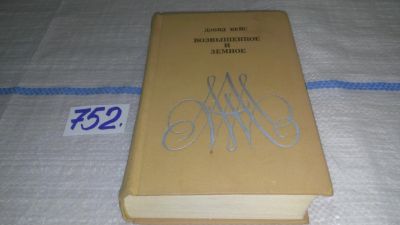 ДЭВИД ВЕЙС
ВОЗВЫШЕННОЕ
И
ЗЕМНОЕ
752.